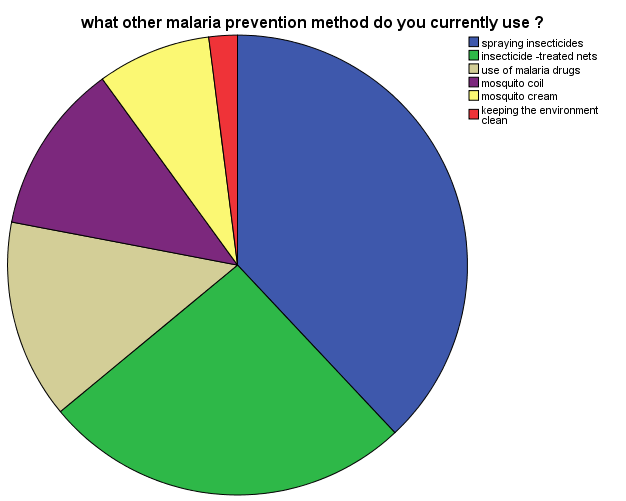 what other malaria prevention method do you currently use ?
spraying insecticides
insecticide -treated nets
use of malaria drugs
mosquito coil
mosquito cream
keeping the environment
clean